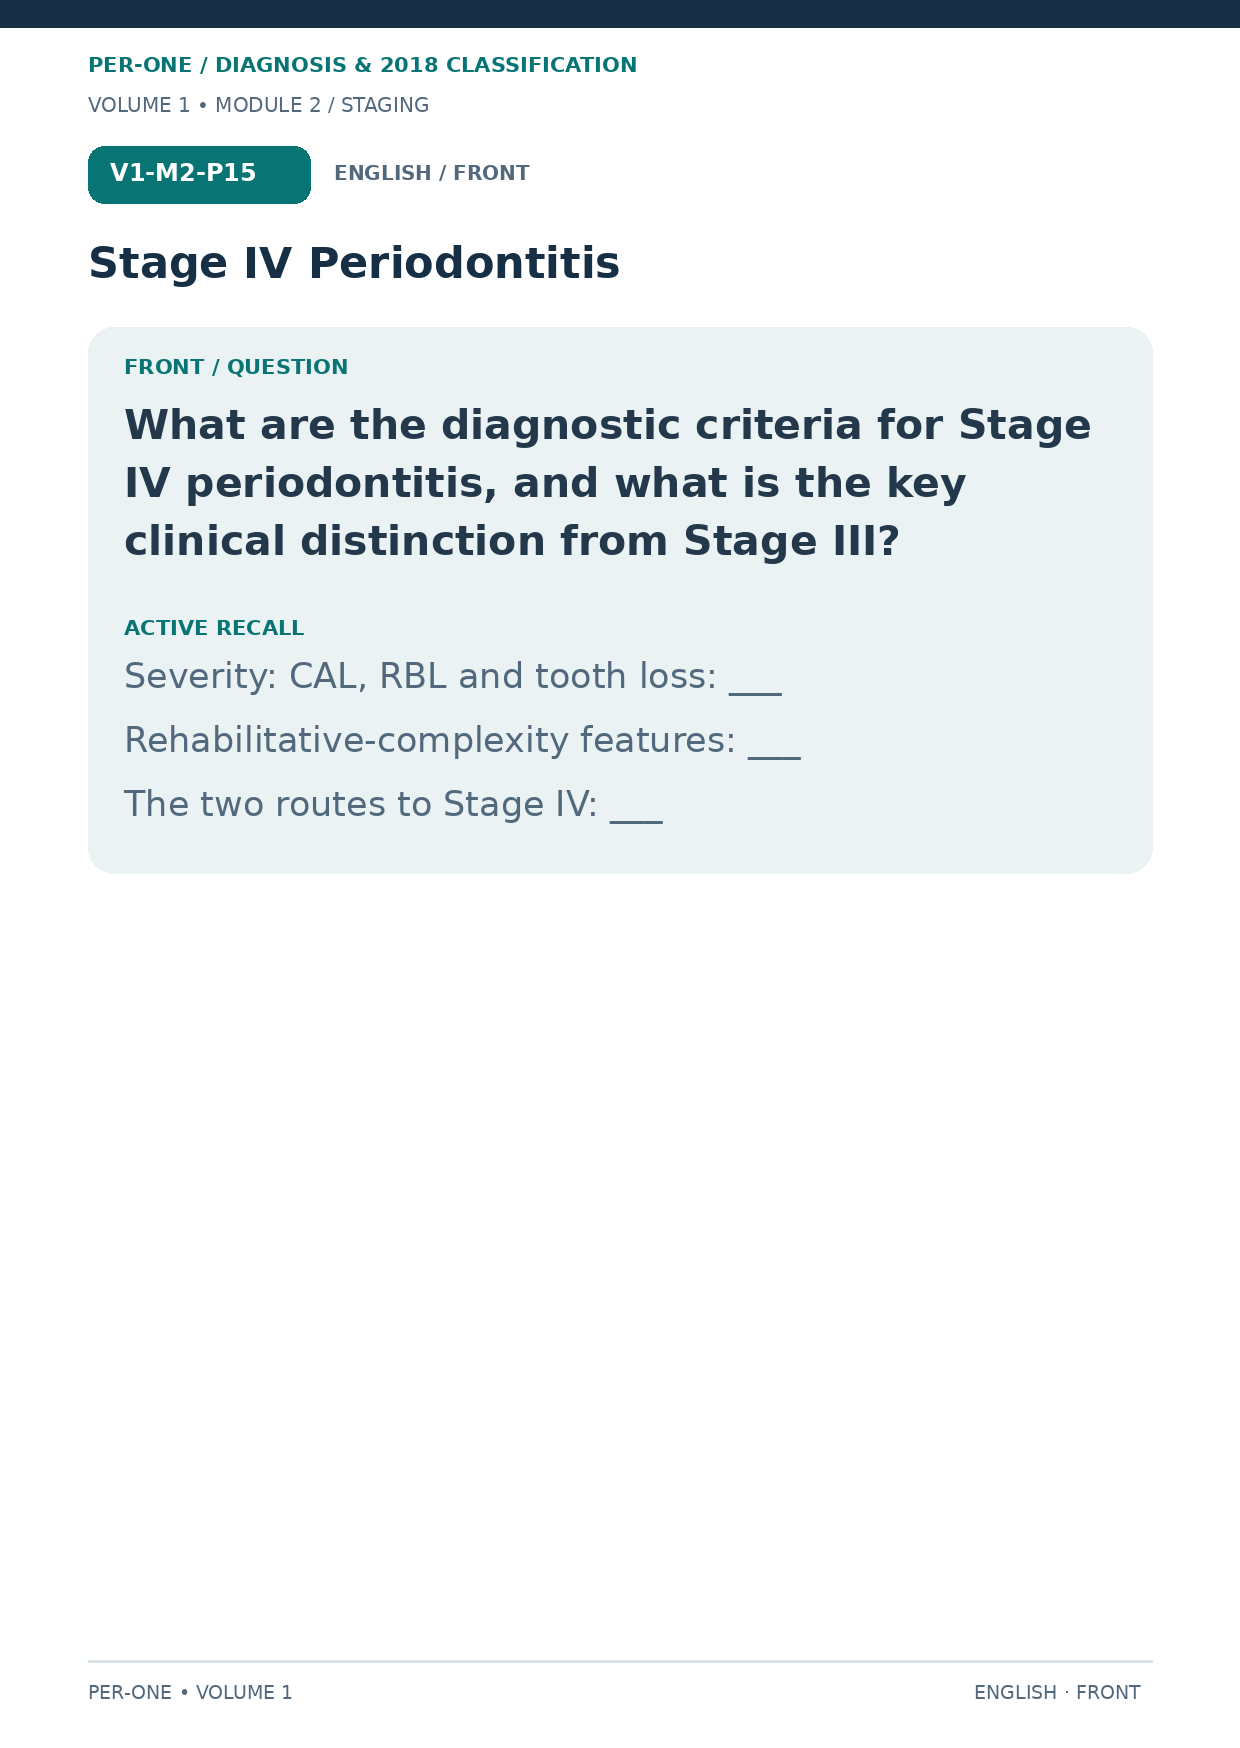 PER-ONE / DIAGNOSIS & 2018 CLASSIFICATION
VOLUME 1 • MODULE 2 / STAGING
V1-M2-P15
ENGLISH / FRONT
Stage IV Periodontitis
FRONT / QUESTION
What are the diagnostic criteria for Stage
IV periodontitis, and what is the key
clinical distinction from Stage III?
ACTIVE RECALL
Severity: CAL, RBL and tooth loss: ___
Rehabilitative-complexity features: ___
The two routes to Stage IV: ___
PER-ONE • VOLUME 1
ENGLISH · FRONT